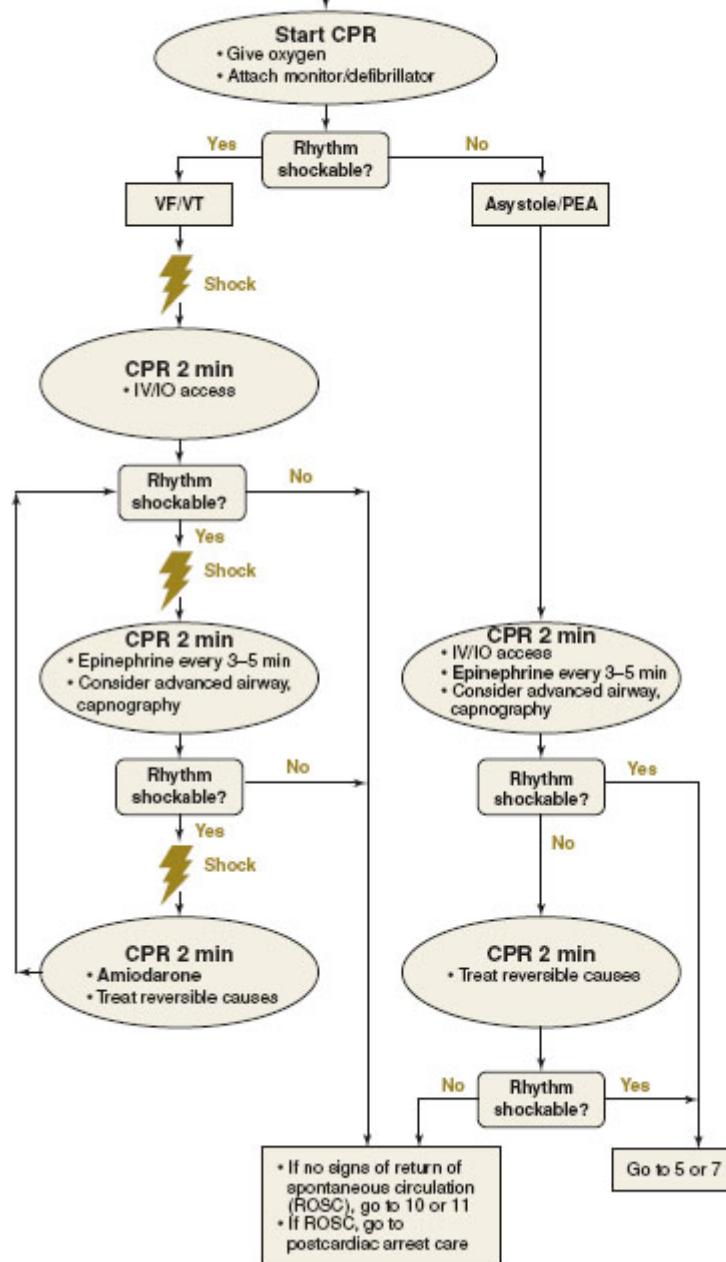 Start CPR
• Give oxygen
• Attach monitor/defibrillator
Yes
Rhythm
shockable?
No
VF/VT
Asystole/PEA
Shock
CPR 2 min
• IV/IO access
Rhythm
shockable?
No
Yes
Shock
CPR 2 min
• Epinephrine every 3–5 min
• Consider advanced airway,
capnography
CPR 2 min
• IV/IO access
• Epinephrine every 3–5 min
• Consider advanced airway,
capnography
Rhythm
shockable?
No
Rhythm
shockable?
Yes
Yes
Shock
No
CPR 2 min
• Amiodarone
• Treat reversible causes
CPR 2 min
• Treat reversible causes
No
Rhythm
shockable?
Yes
• If no signs of return of
spontaneous circulation
(ROSC), go to 10 or 11
• If ROSC, go to
postcardiac arrest care
Go to 5 or 7